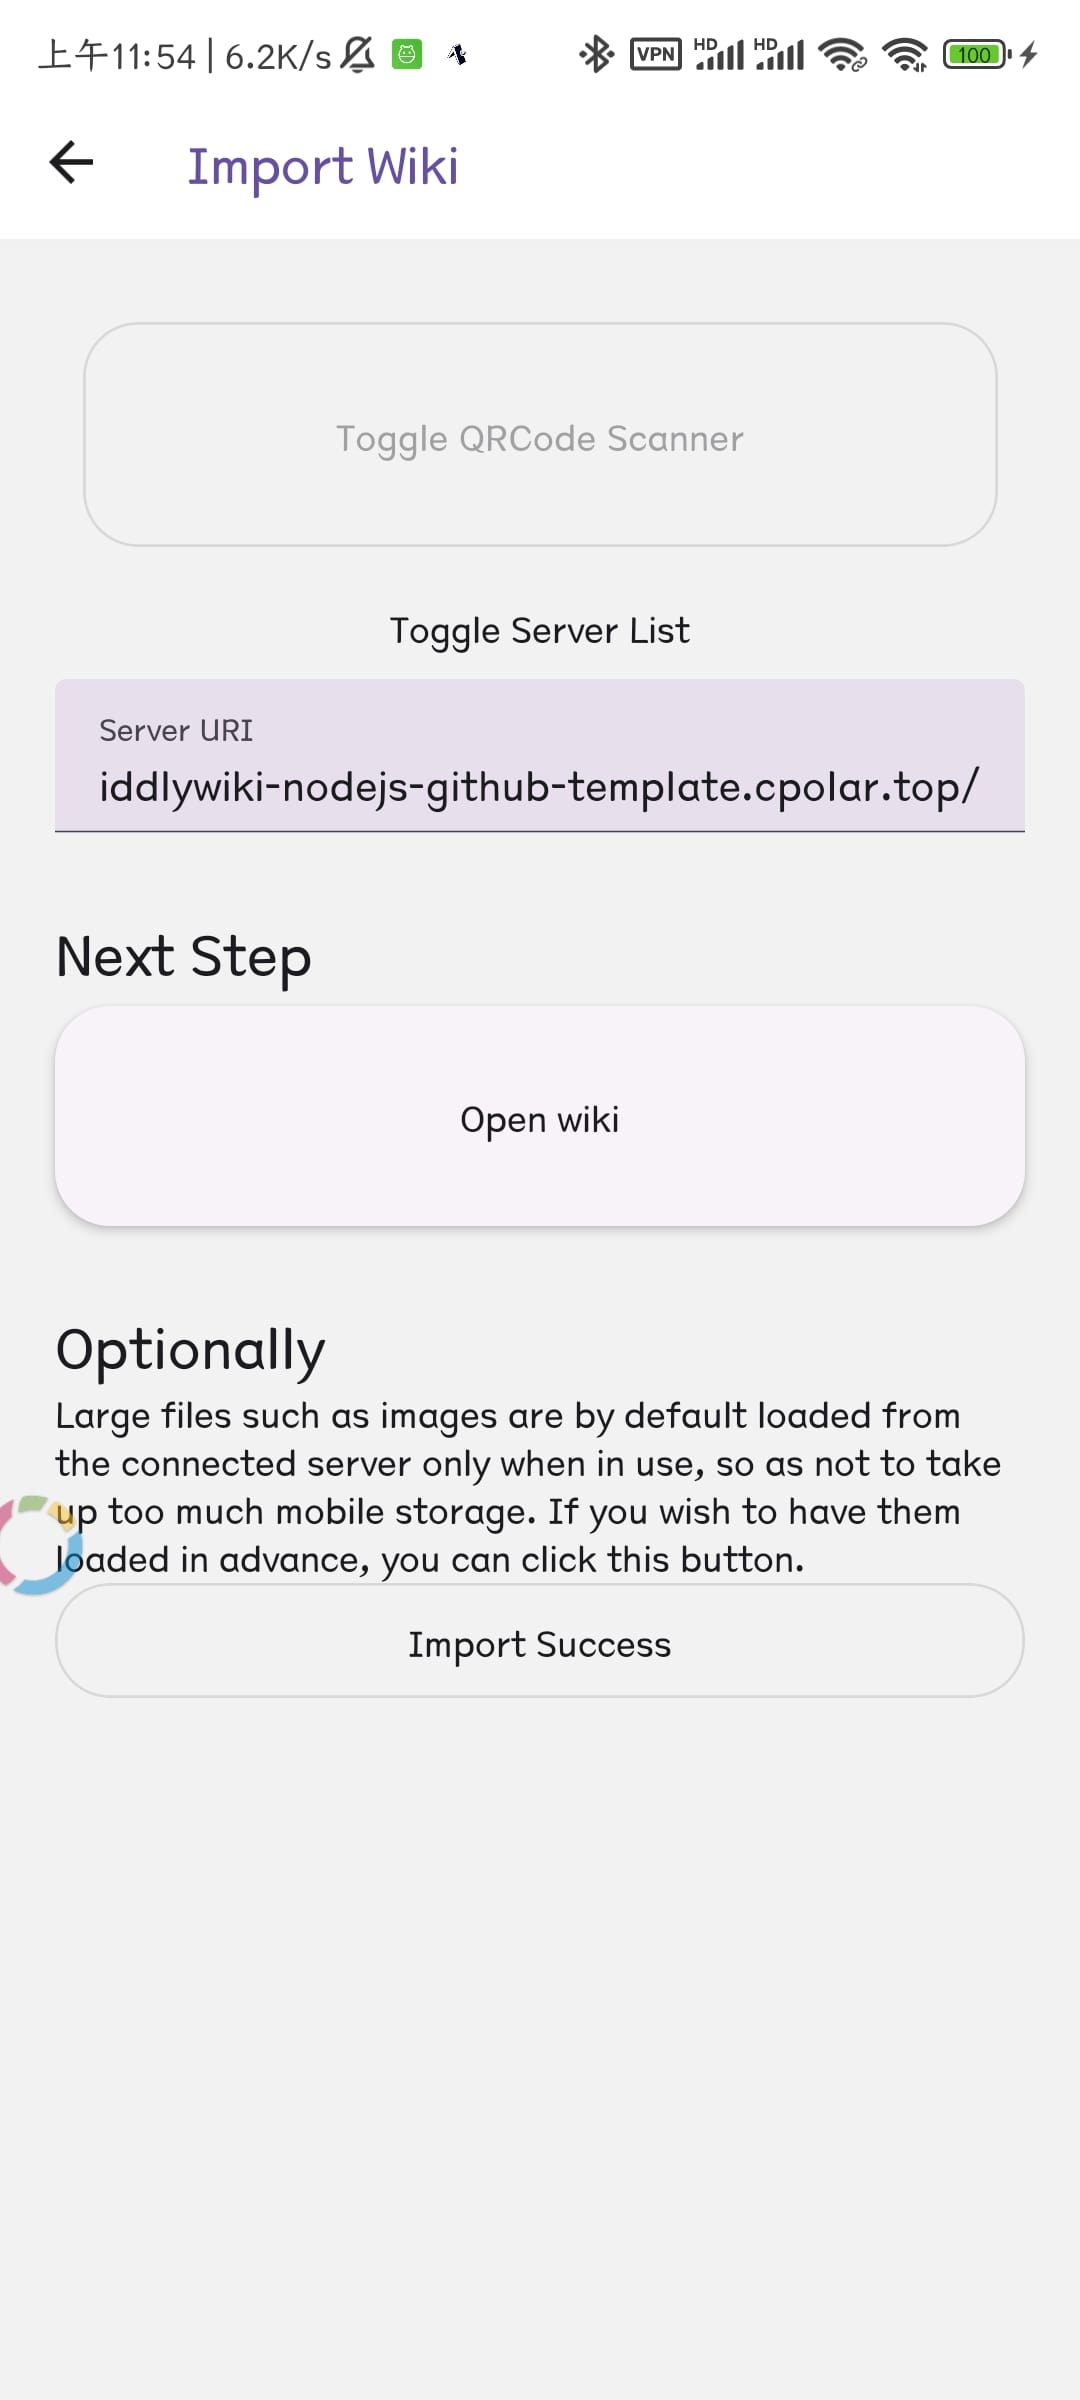 上午11:54 | 6.2K/s
VPN HD HD 100
Import Wiki
Toggle QRCode Scanner
Toggle Server List
Server URI
iddlywiki-nodejs-github-template.cpolar.top/
Next Step
Open wiki
Optionally
Large files such as images are by default loaded from
the connected server only when in use, so as not to take
up too much mobile storage. If you wish to have them
loaded in advance, you can click this button.
Import Success